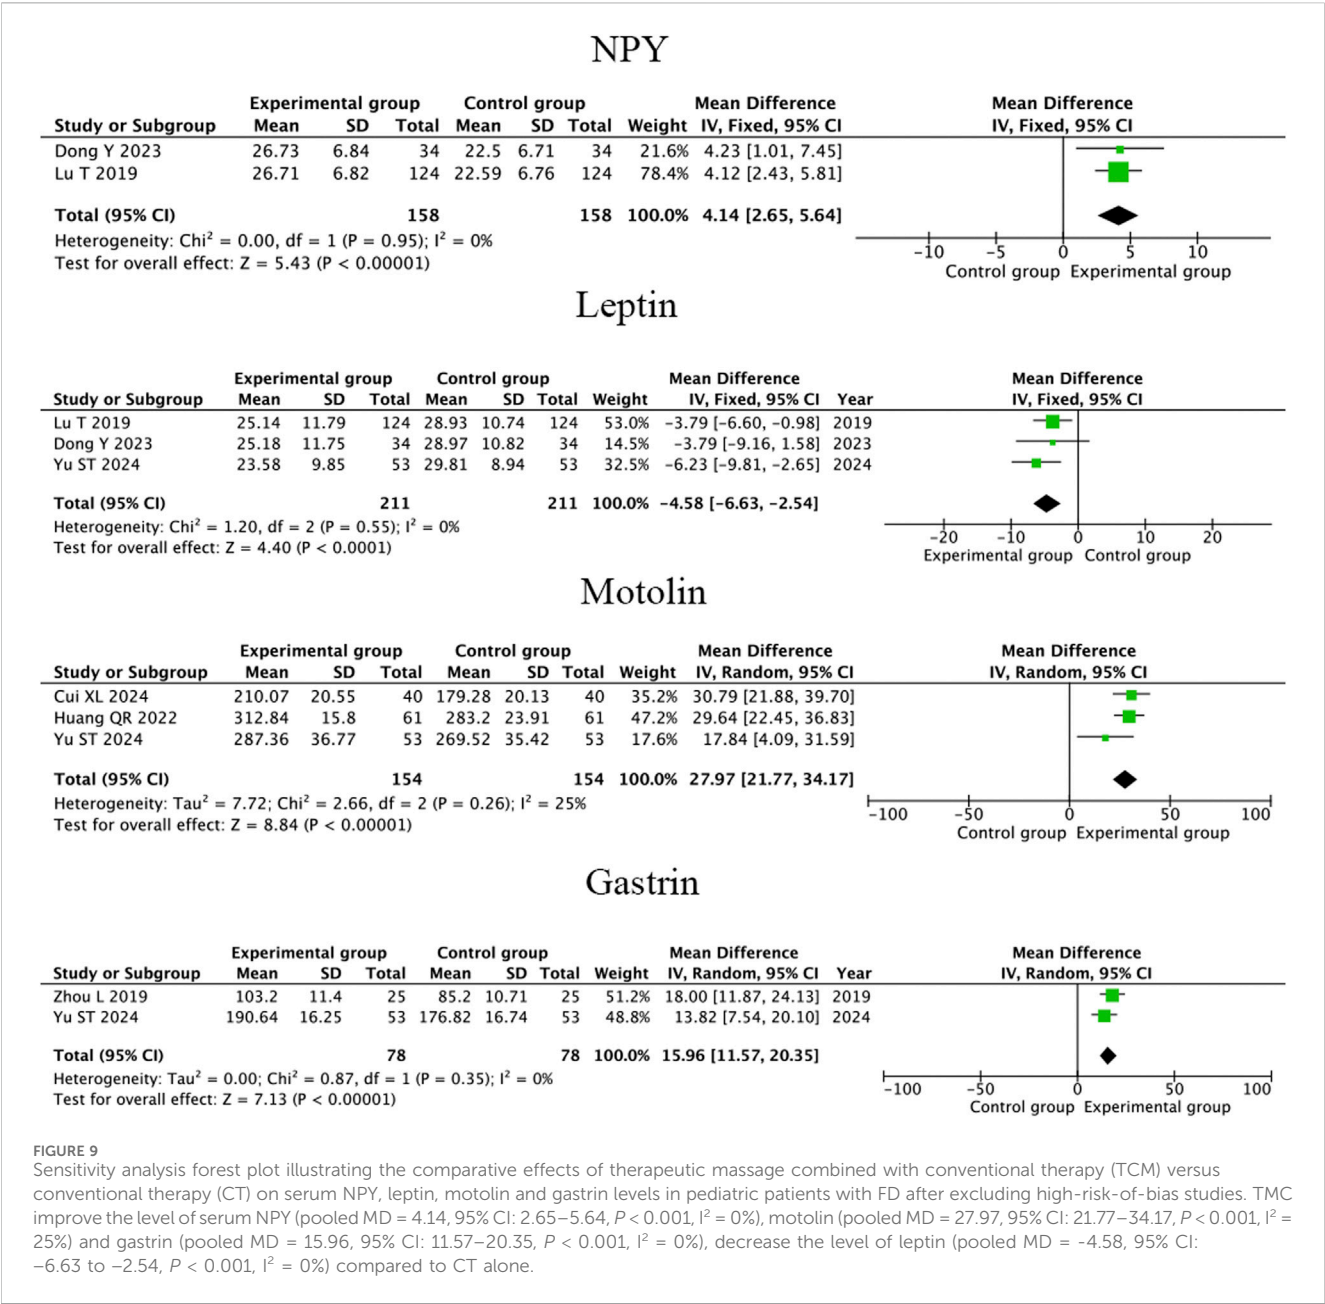 NPY
Experimental group Control group Mean Difference Mean Difference
Study or Subgroup Mean SD Total Mean SD Total Weight IV, Fixed, 95% CI IV, Fixed, 95% CI
Dong Y 2023 26.73 6.84 34 22.5 6.71 34 21.6% 4.23 [1.01, 7.45]
Lu T 2019 26.71 6.82 124 22.59 6.76 124 78.4% 4.12 [2.43, 5.81]
Total (95% CI) 158 158 100.0% 4.14 [2.65, 5.64]
Heterogeneity: Chi² = 0.00, df = 1 (P = 0.95); I² = 0%
Test for overall effect: Z = 5.43 (P < 0.00001)
−10 −5 0 5 10
Control group Experimental group
Leptin
Experimental group Control group Mean Difference Mean Difference
Study or Subgroup Mean SD Total Mean SD Total Weight IV, Fixed, 95% CI Year IV, Fixed, 95% CI
Lu T 2019 25.14 11.79 124 28.93 10.74 124 53.0% −3.79 [−6.60, −0.98] 2019
Dong Y 2023 25.18 11.75 34 28.97 10.82 34 14.5% −3.79 [−9.16, 1.58] 2023
Yu ST 2024 23.58 9.85 53 29.81 8.94 53 32.5% −6.23 [−9.81, −2.65] 2024
Total (95% CI) 211 211 100.0% −4.58 [−6.63, −2.54]
Heterogeneity: Chi² = 1.20, df = 2 (P = 0.55); I² = 0%
Test for overall effect: Z = 4.40 (P < 0.0001)
−20 −10 0 10 20
Experimental group Control group
Motolin
Experimental group Control group Mean Difference Mean Difference
Study or Subgroup Mean SD Total Mean SD Total Weight IV, Random, 95% CI IV, Random, 95% CI
Cui XL 2024 210.07 20.55 40 179.28 20.13 40 35.2% 30.79 [21.88, 39.70]
Huang QR 2022 312.84 15.8 61 283.2 23.91 61 47.2% 29.64 [22.45, 36.83]
Yu ST 2024 287.36 36.77 53 269.52 35.42 53 17.6% 17.84 [4.09, 31.59]
Total (95% CI) 154 154 100.0% 27.97 [21.77, 34.17]
Heterogeneity: Tau² = 7.72; Chi² = 2.66, df = 2 (P = 0.26); I² = 25%
Test for overall effect: Z = 8.84 (P < 0.00001)
−100 −50 0 50 100
Control group Experimental group
Gastrin
Experimental group Control group Mean Difference Mean Difference
Study or Subgroup Mean SD Total Mean SD Total Weight IV, Random, 95% CI Year IV, Random, 95% CI
Zhou L 2019 103.2 11.4 25 85.2 10.71 25 51.2% 18.00 [11.87, 24.13] 2019
Yu ST 2024 190.64 16.25 53 176.82 16.74 53 48.8% 13.82 [7.54, 20.10] 2024
Total (95% CI) 78 78 100.0% 15.96 [11.57, 20.35]
Heterogeneity: Tau² = 0.00; Chi² = 0.87, df = 1 (P = 0.35); I² = 0%
Test for overall effect: Z = 7.13 (P < 0.00001)
−100 −50 0 50 100
Control group Experimental group
FIGURE 9
Sensitivity analysis forest plot illustrating the comparative effects of therapeutic massage combined with conventional therapy (TCM) versus
conventional therapy (CT) on serum NPY, leptin, motolin and gastrin levels in pediatric patients with FD after excluding high-risk-of-bias studies. TMC
improve the level of serum NPY (pooled MD = 4.14, 95% CI: 2.65–5.64, P < 0.001, I² = 0%), motolin (pooled MD = 27.97, 95% CI: 21.77–34.17, P < 0.001, I² =
25%) and gastrin (pooled MD = 15.96, 95% CI: 11.57–20.35, P < 0.001, I² = 0%), decrease the level of leptin (pooled MD = -4.58, 95% CI:
−6.63 to −2.54, P < 0.001, I² = 0%) compared to CT alone.